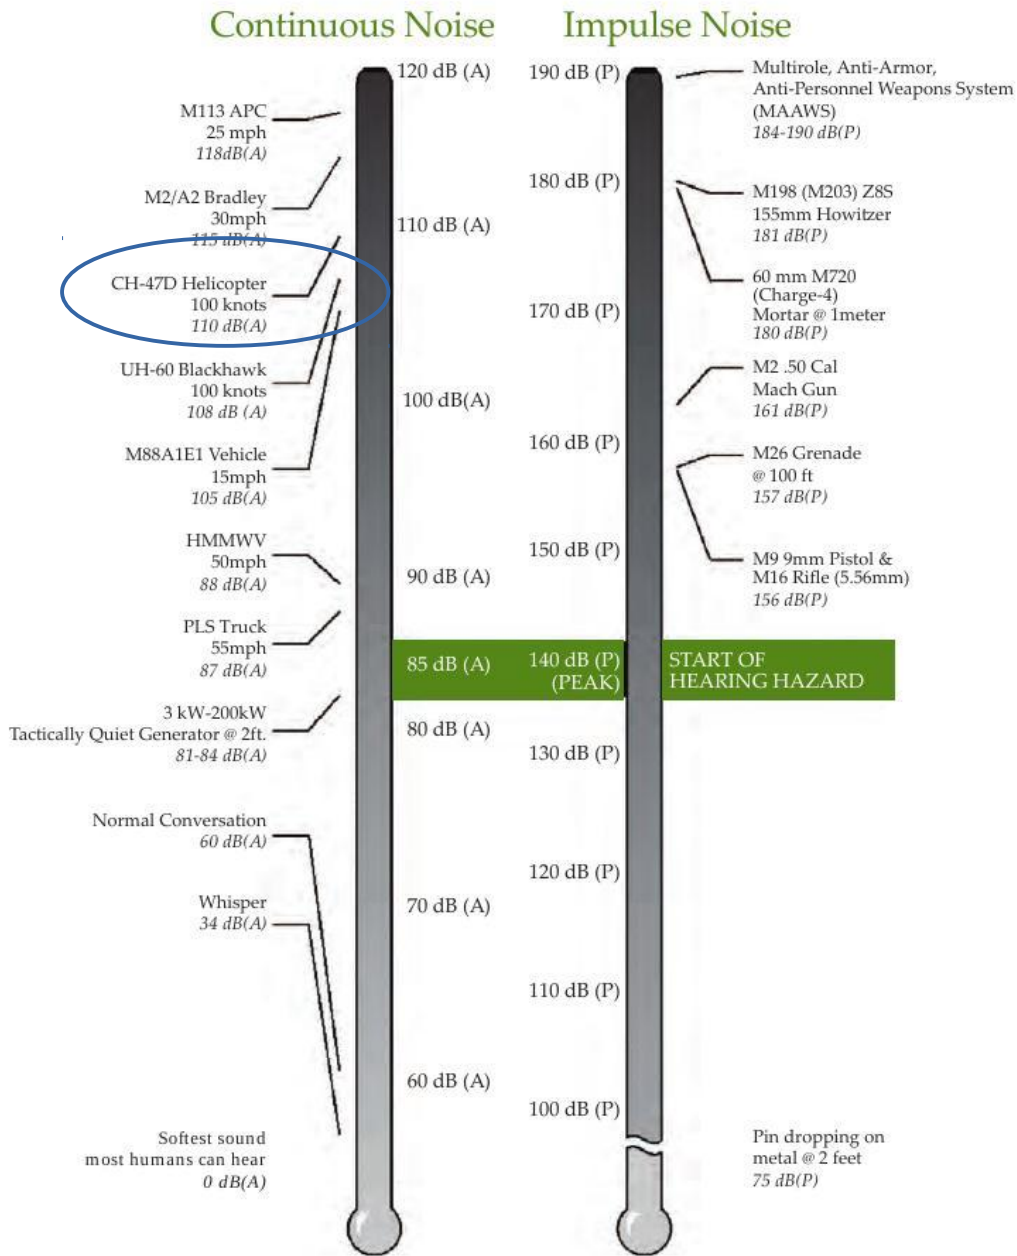 Continuous Noise
Impulse Noise
M113 APC
25 mph
118dB(A)
M2/A2 Bradley
30mph
115 dB(A)
CH-47D Helicopter
100 knots
110 dB(A)
UH-60 Blackhawk
100 knots
108 dB (A)
M88A1E1 Vehicle
15mph
105 dB(A)
HMMWV
50mph
88 dB(A)
PLS Truck
55mph
87 dB(A)
3 kW-200kW
Tactically Quiet Generator @ 2ft.
81-84 dB(A)
Normal Conversation
60 dB(A)
Whisper
34 dB(A)
Softest sound
most humans can hear
0 dB(A)
120 dB (A)
110 dB (A)
100 dB(A)
90 dB (A)
85 dB (A)
80 dB (A)
70 dB (A)
60 dB (A)
190 dB (P)
180 dB (P)
170 dB (P)
160 dB (P)
150 dB (P)
140 dB (P)
(PEAK)
130 dB (P)
120 dB (P)
110 dB (P)
100 dB (P)
Multirole, Anti-Armor,
Anti-Personnel Weapons System
(MAAWS)
184-190 dB(P)
M198 (M203) Z8S
155mm Howitzer
181 dB(P)
60 mm M720
(Charge-4)
Mortar @ 1meter
180 dB(P)
M2 .50 Cal
Mach Gun
161 dB(P)
M26 Grenade
@ 100 ft
157 dB(P)
M9 9mm Pistol &
M16 Rifle (5.56mm)
156 dB(P)
START OF
HEARING HAZARD
Pin dropping on
metal @ 2 feet
75 dB(P)